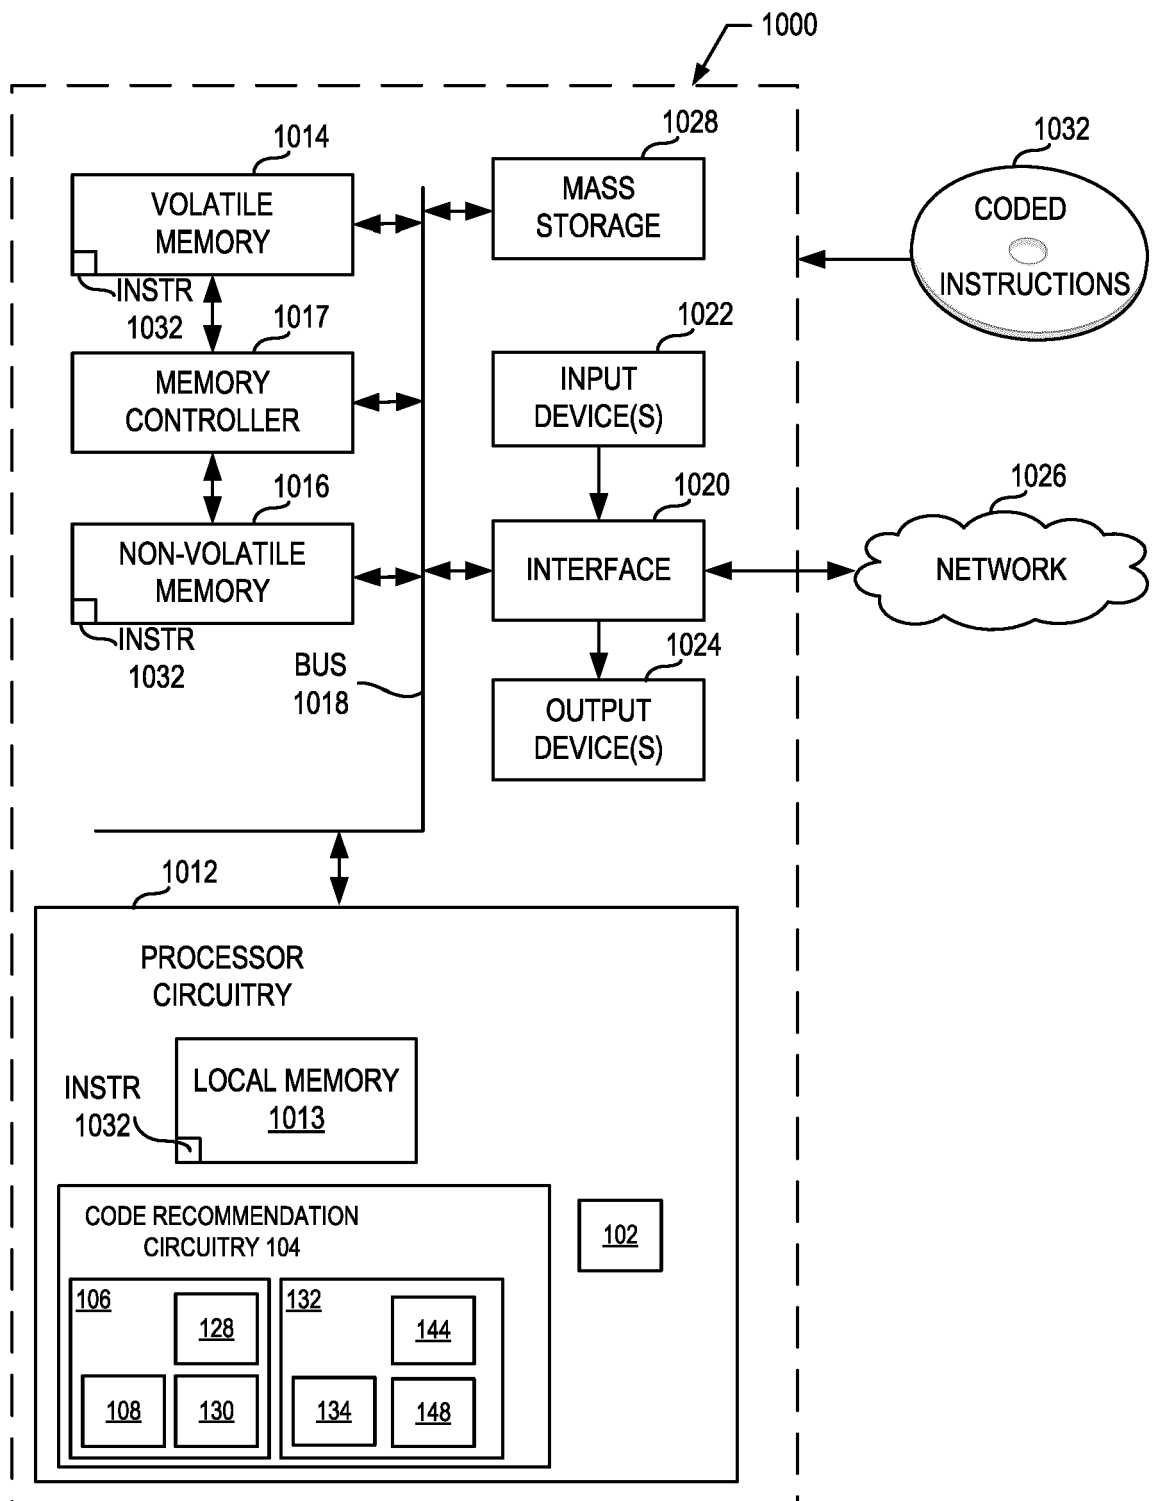 1000
1014
VOLATILE
MEMORY
INSTR
1032
1028
MASS
STORAGE
1032
CODED
INSTRUCTIONS
1017
MEMORY
CONTROLLER
1022
INPUT
DEVICE(S)
1016
NON-VOLATILE
MEMORY
INSTR
1032
1020
INTERFACE
1026
NETWORK
BUS
1018
1024
OUTPUT
DEVICE(S)
1012
PROCESSOR
CIRCUITRY
LOCAL MEMORY
1013
INSTR
1032
CODE RECOMMENDATION
CIRCUITRY 104
102
106
128
108
130
132
144
134
148